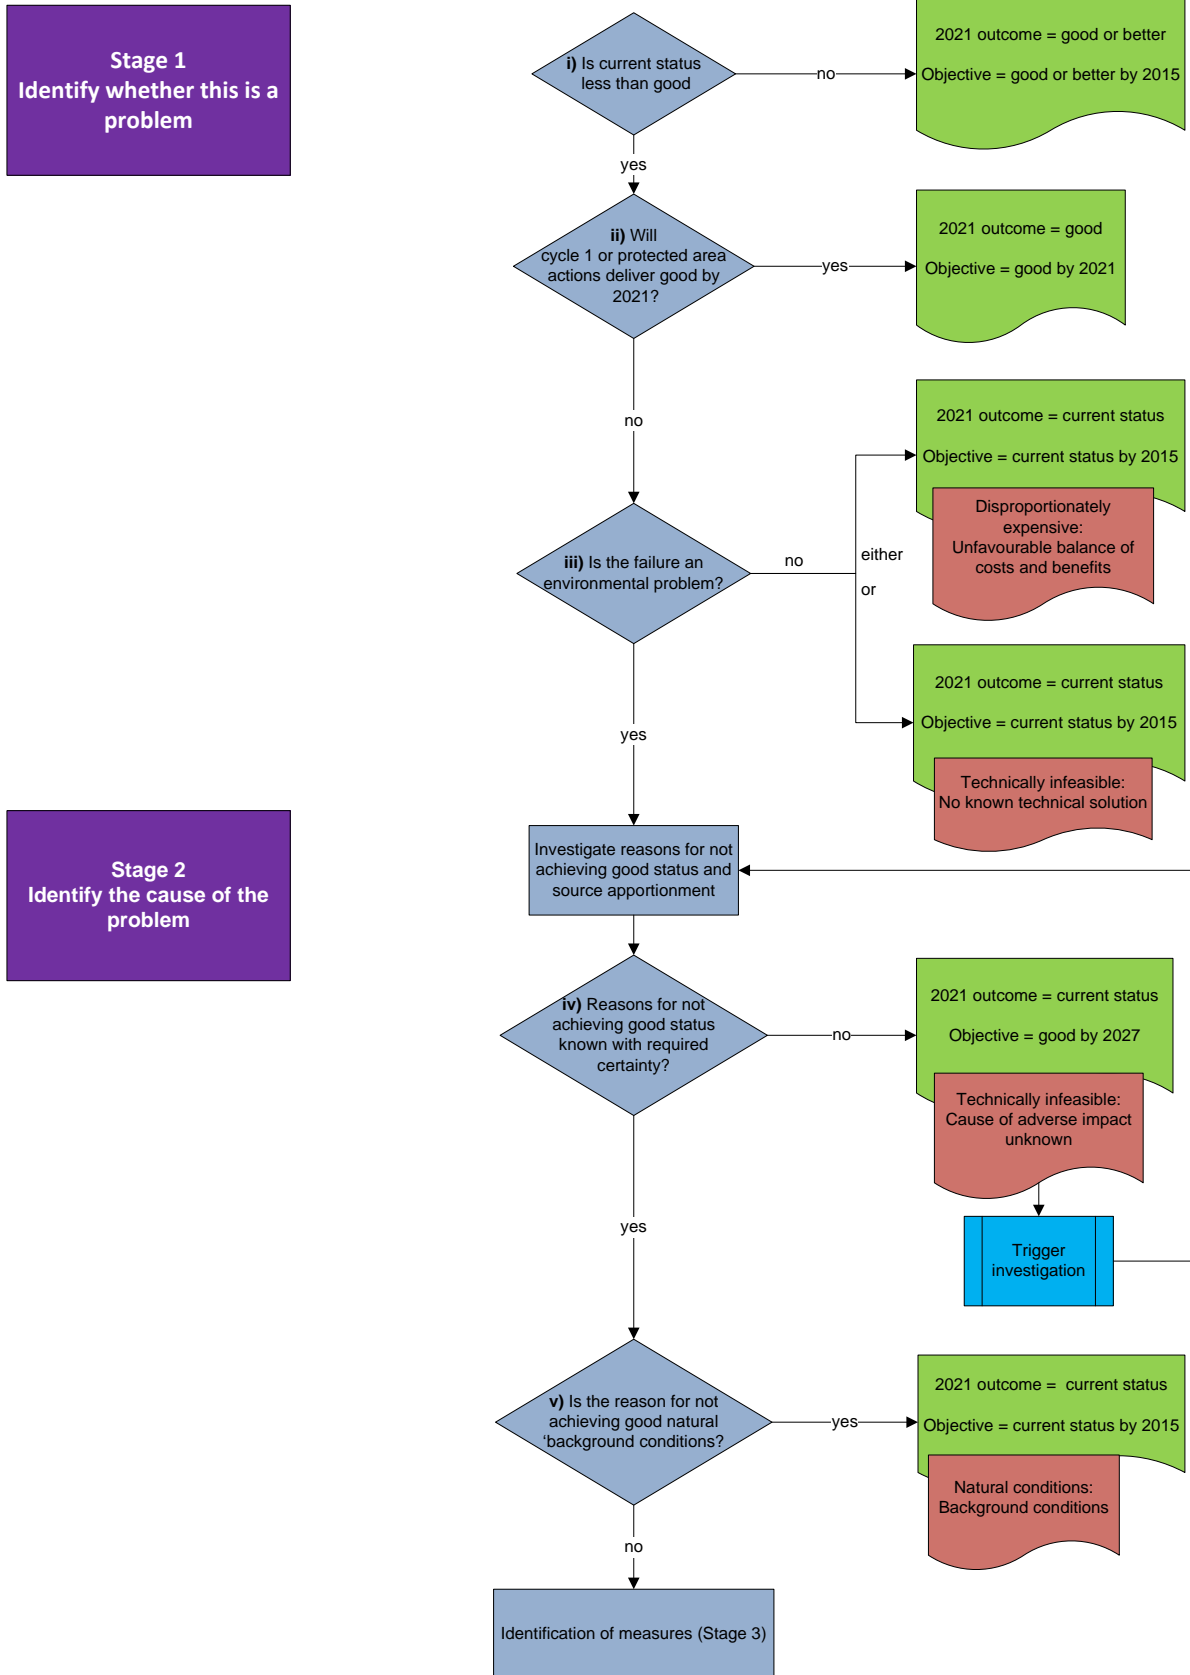 Stage 1
Identify whether this is a
problem
i) Is current status
less than good
no
2021 outcome = good or better
Objective = good or better by 2015
yes
ii) Will
cycle 1 or protected area
actions deliver good by
2021?
yes
2021 outcome = good
Objective = good by 2021
no
2021 outcome = current status
Objective = current status by 2015
Disproportionately
expensive:
Unfavourable balance of
costs and benefits
iii) Is the failure an
environmental problem?
no
either
or
2021 outcome = current status
Objective = current status by 2015
Technically infeasible:
No known technical solution
yes
Stage 2
Identify the cause of the
problem
Investigate reasons for not
achieving good status and
source apportionment
iv) Reasons for not
achieving good status
known with required
certainty?
no
2021 outcome = current status
Objective = good by 2027
Technically infeasible:
Cause of adverse impact
unknown
yes
Trigger
investigation
v) Is the reason for not
achieving good natural
‘background conditions?
yes
2021 outcome =  current status
Objective = current status by 2015
Natural conditions:
Background conditions
no
Identification of measures (Stage 3)